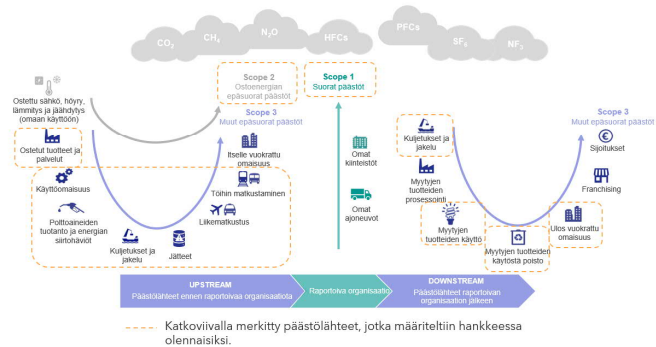 CO₂
CH₄
N₂O
HFCs
PFCs
SF₆
NF₃
Scope 2
Ostoenergian
epäsuorat päästöt
Scope 1
Suorat päästöt
Ostettu sähkö, höyry,
lämmitys ja jäähdytys
(omaan käyttöön)
Scope 3
Muut epäsuorat päästöt
Ostetut tuotteet ja
palvelut
Käyttöomaisuus
Polttoaineiden
tuotanto ja energian
siirtohäviöt
Kuljetukset ja
jakelu
Jätteet
Itselle vuokrattu
omaisuus
Töihin matkustaminen
Liikematkustus
Omat
kiinteistöt
Omat
ajoneuvot
Kuljetukset ja
jakelu
Myytyjen
tuotteiden
prosessointi
Myytyjen
tuotteiden käyttö
Myytyjen tuotteiden
käytöstä poisto
Ulos vuokrattu
omaisuus
Franchising
Sijoitukset
Scope 3
Muut epäsuorat päästöt
UPSTREAM
Päästölähteet ennen raportoivaa organisaatiota
Raportoiva organisaatio
DOWNSTREAM
Päästölähteet raportoivan
organisaation jälkeen
Katkoviivalla merkitty päästölähteet, jotka määriteltiin hankkeessa
olennaisiksi.